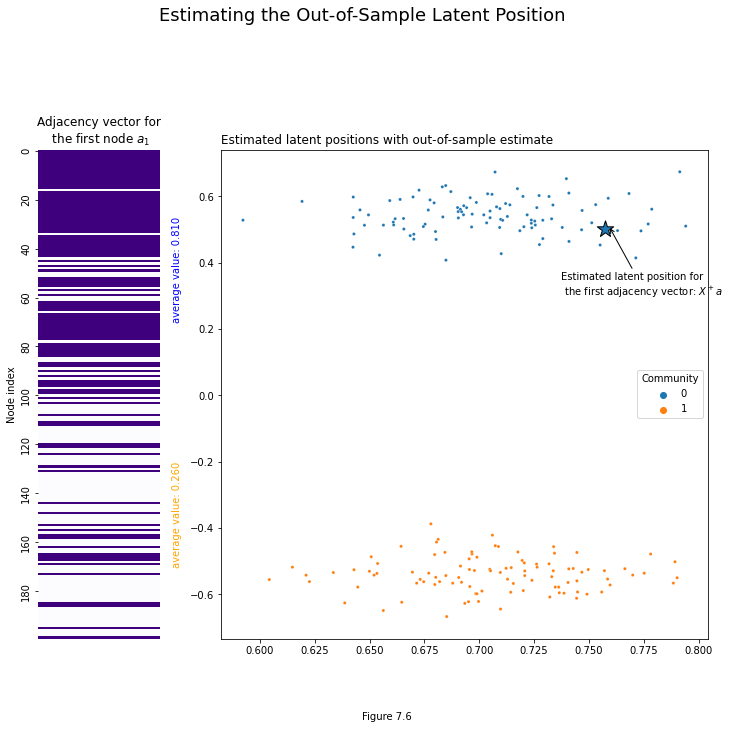 Estimating the Out-of-Sample Latent Position
Adjacency vector for
the first node $a_1$
0
20
40
60
80
100
120
140
160
180
Node index
average value: 0.810
average value: 0.260
Estimated latent positions with out-of-sample estimate
0.6
0.4
0.2
0.0
−0.2
−0.4
−0.6
Estimated latent position for
the first adjacency vector: $X^+a$
Community
0
1
0.600
0.625
0.650
0.675
0.700
0.725
0.750
0.775
0.800
Figure 7.6